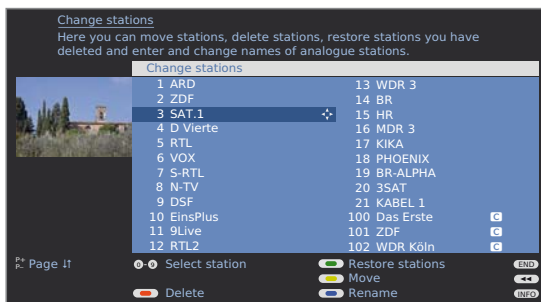 Change stations
Here you can move stations, delete stations, restore stations you have
deleted and enter and change names of analogue stations.
Change stations
1 ARD
2 ZDF
3 SAT.1
4 D Vierte
5 RTL
6 VOX
7 S-RTL
8 N-TV
9 DSF
10 EinsPlus
11 9Live
12 RTL2
13 WDR 3
14 BR
15 HR
16 MDR 3
17 KIKA
18 PHOENIX
19 BR-ALPHA
20 3SAT
21 KABEL 1
100 Das Erste C
101 ZDF C
102 WDR Köln C
P+
P- Page ↓↑
0-9 Select station
Delete
Restore stations
Move
Rename
END
◄◄
INFO